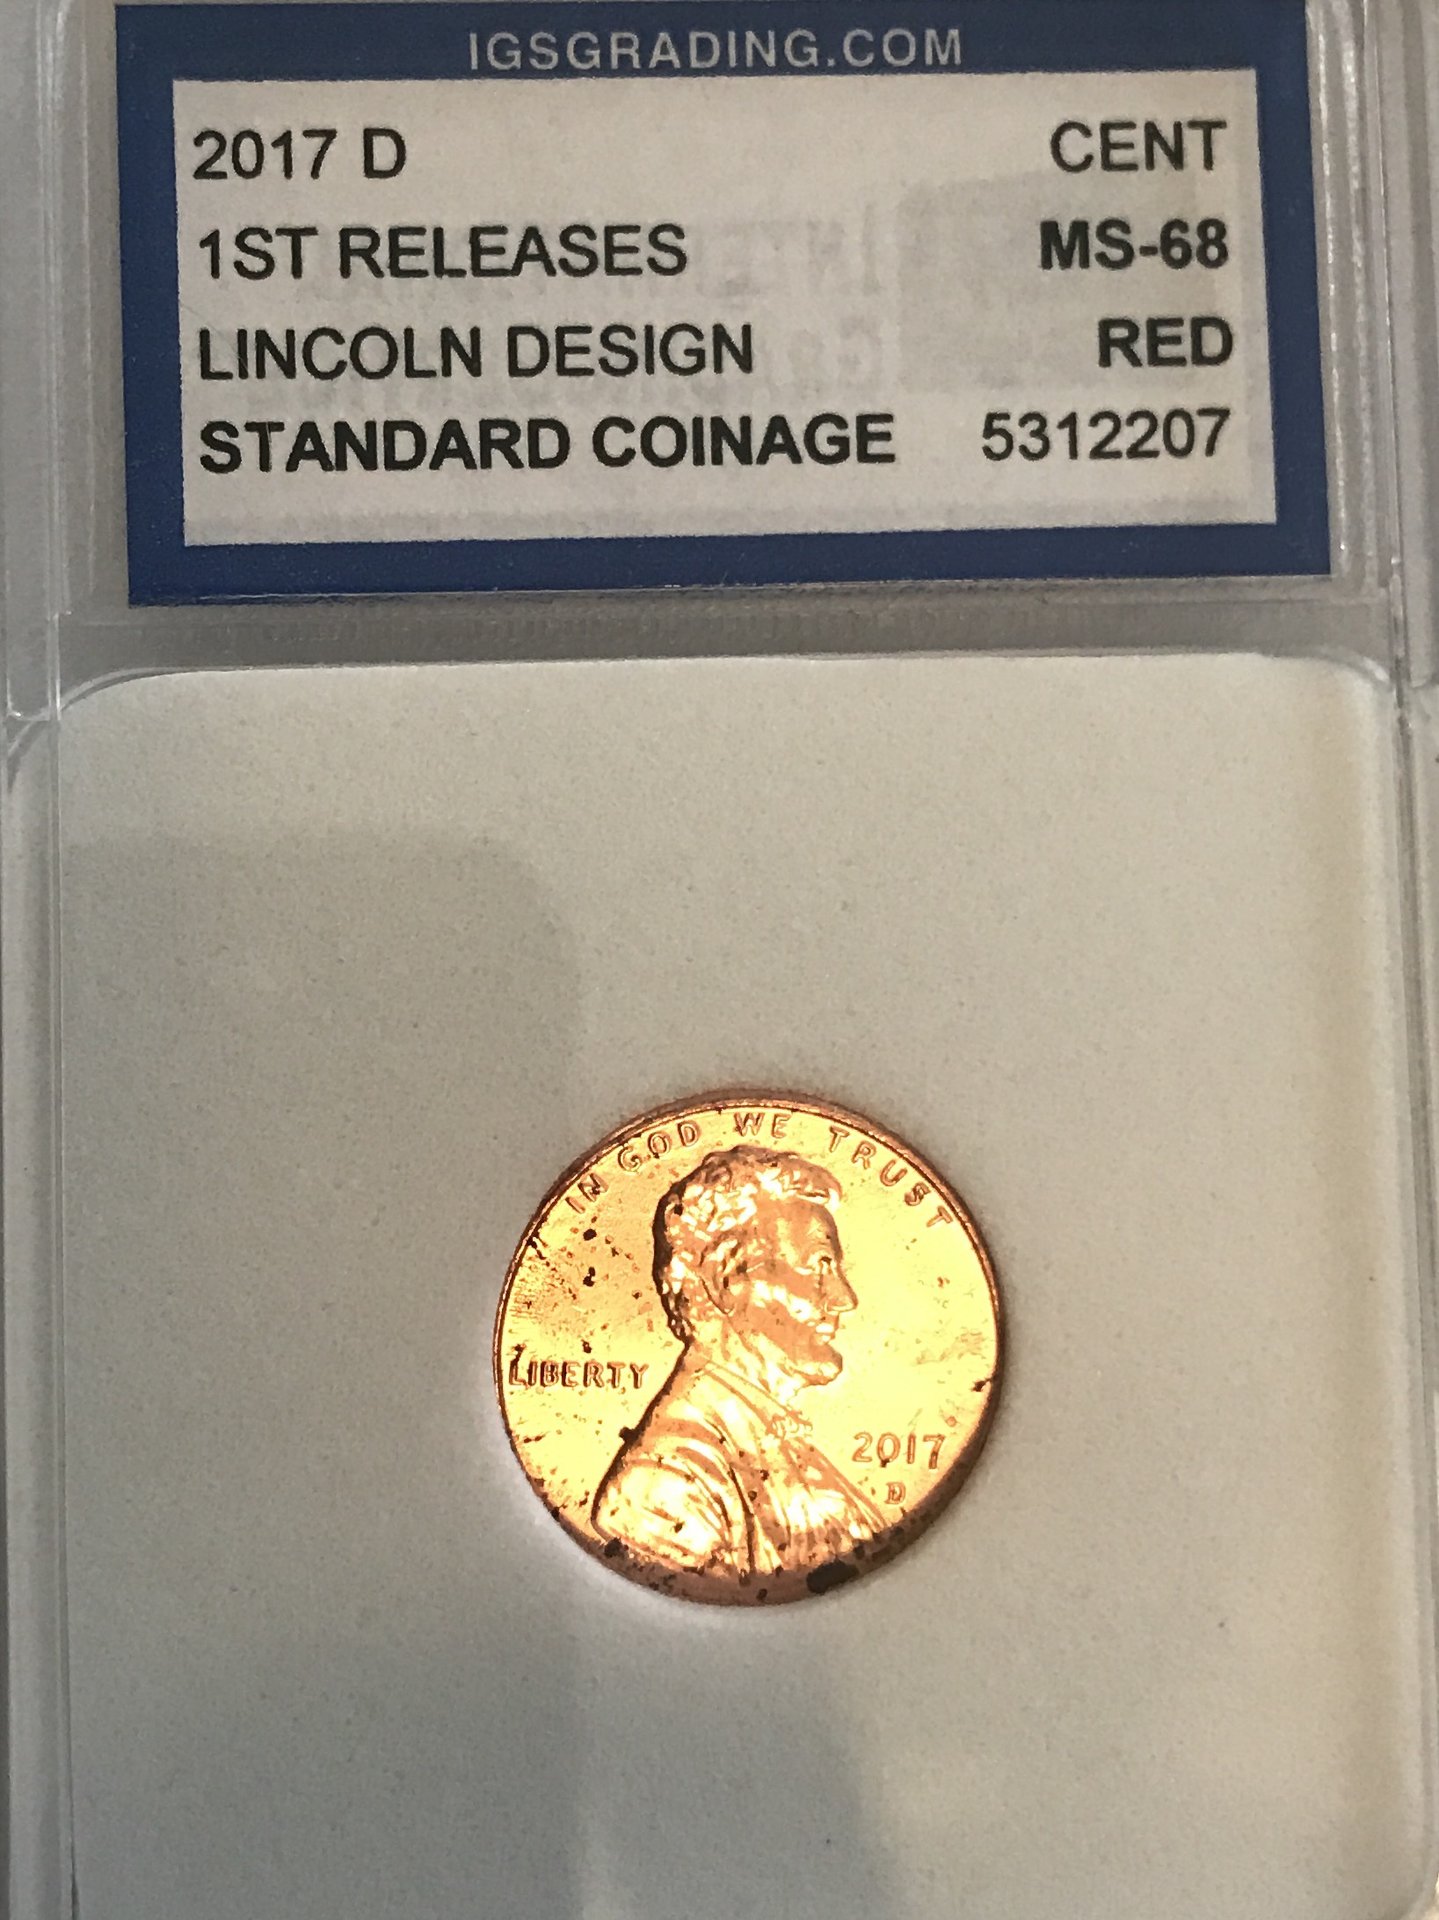 IGSGRADING.COM
2017 D CENT
1ST RELEASES MS-68
LINCOLN DESIGN RED
STANDARD COINAGE 5312207
IN GOD WE TRUST
LIBERTY
2017
D